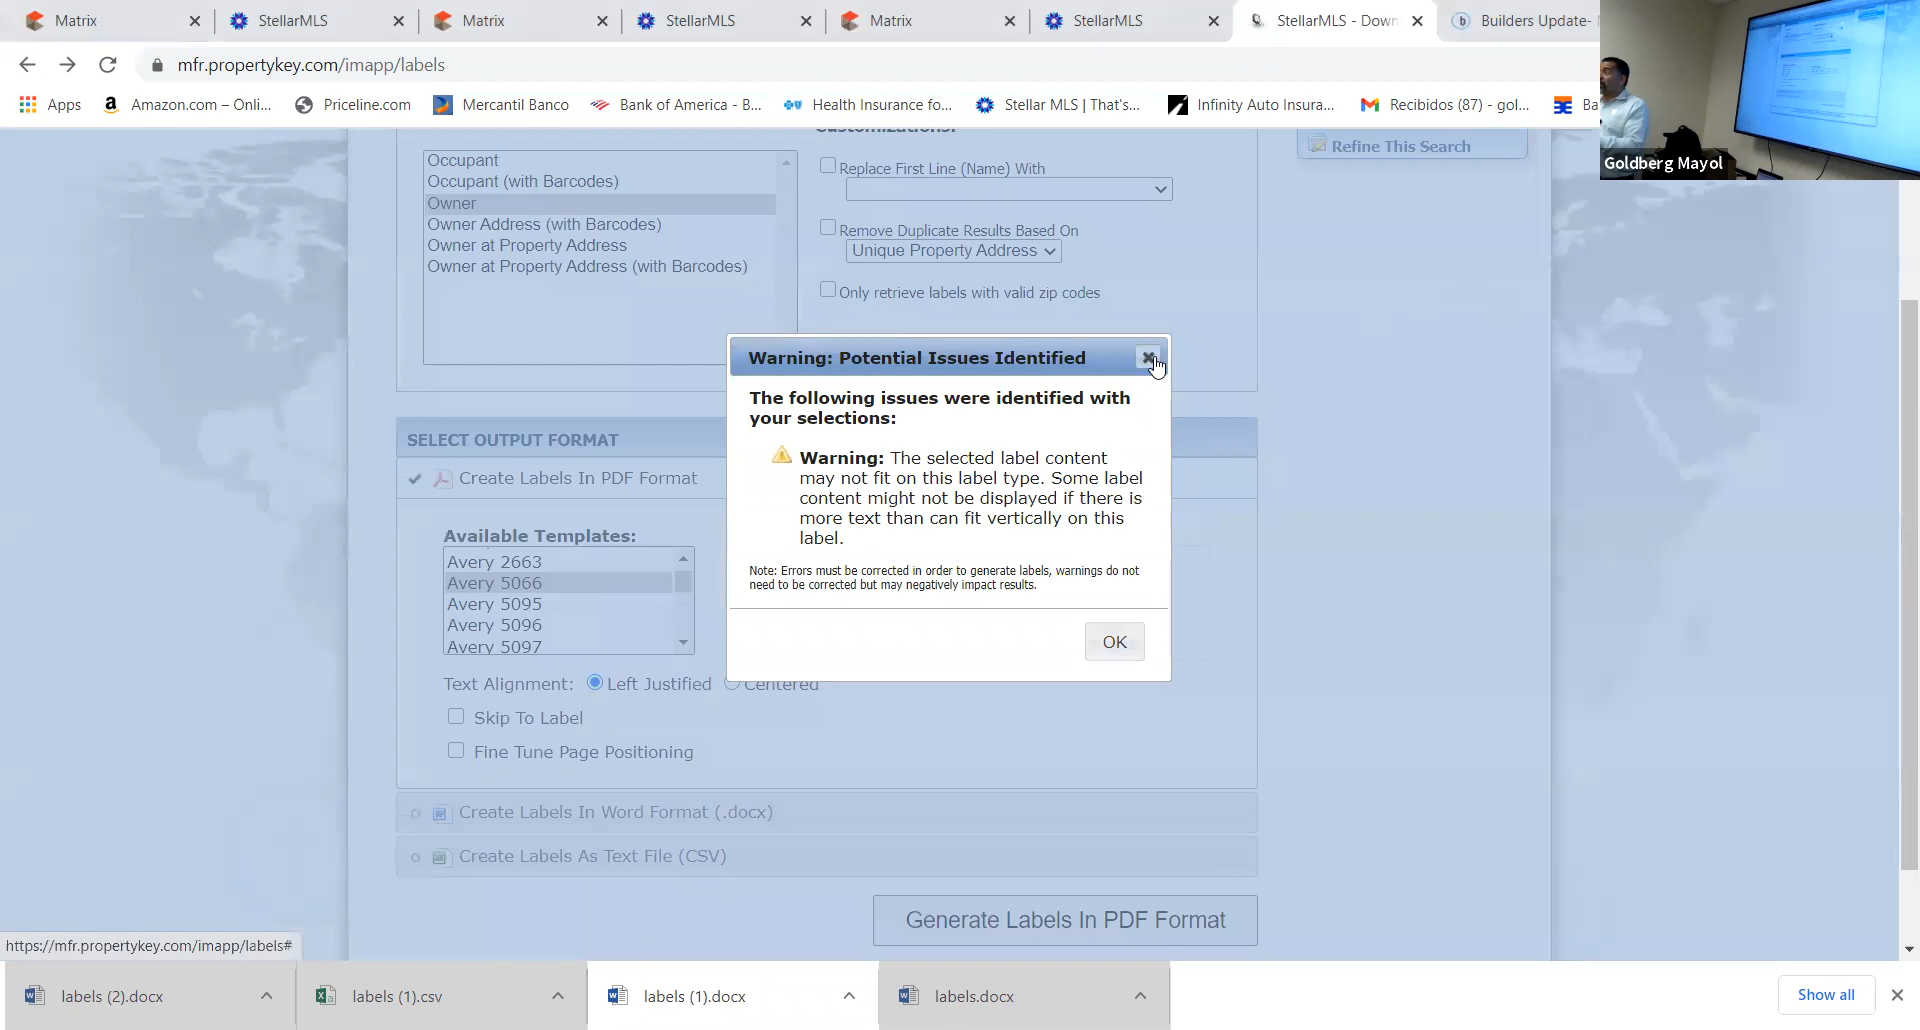 Matrix
StellarMLS
Matrix
StellarMLS
Matrix
StellarMLS
StellarMLS - Down
Builders Update-
mfr.propertykey.com/imapp/labels
Apps
Amazon.com – Onli...
Priceline.com
Mercantil Banco
Bank of America - B...
Health Insurance fo...
Stellar MLS | That's...
Infinity Auto Insura...
Recibidos (87) - gol...
Ba
Goldberg Mayol
Customizations:
Refine This Search
Occupant
Occupant (with Barcodes)
Owner
Owner Address (with Barcodes)
Owner at Property Address
Owner at Property Address (with Barcodes)
Replace First Line (Name) With
Remove Duplicate Results Based On
Unique Property Address
Only retrieve labels with valid zip codes
Warning: Potential Issues Identified
The following issues were identified with
your selections:
Warning: The selected label content
may not fit on this label type. Some label
content might not be displayed if there is
more text than can fit vertically on this
label.
Note: Errors must be corrected in order to generate labels, warnings do not
need to be corrected but may negatively impact results.
OK
SELECT OUTPUT FORMAT
Create Labels In PDF Format
Available Templates:
Avery 2663
Avery 5066
Avery 5095
Avery 5096
Avery 5097
Text Alignment: Left Justified Centered
Skip To Label
Fine Tune Page Positioning
Create Labels In Word Format (.docx)
Create Labels As Text File (CSV)
Generate Labels In PDF Format
https://mfr.propertykey.com/imapp/labels#
labels (2).docx
labels (1).csv
labels (1).docx
labels.docx
Show all